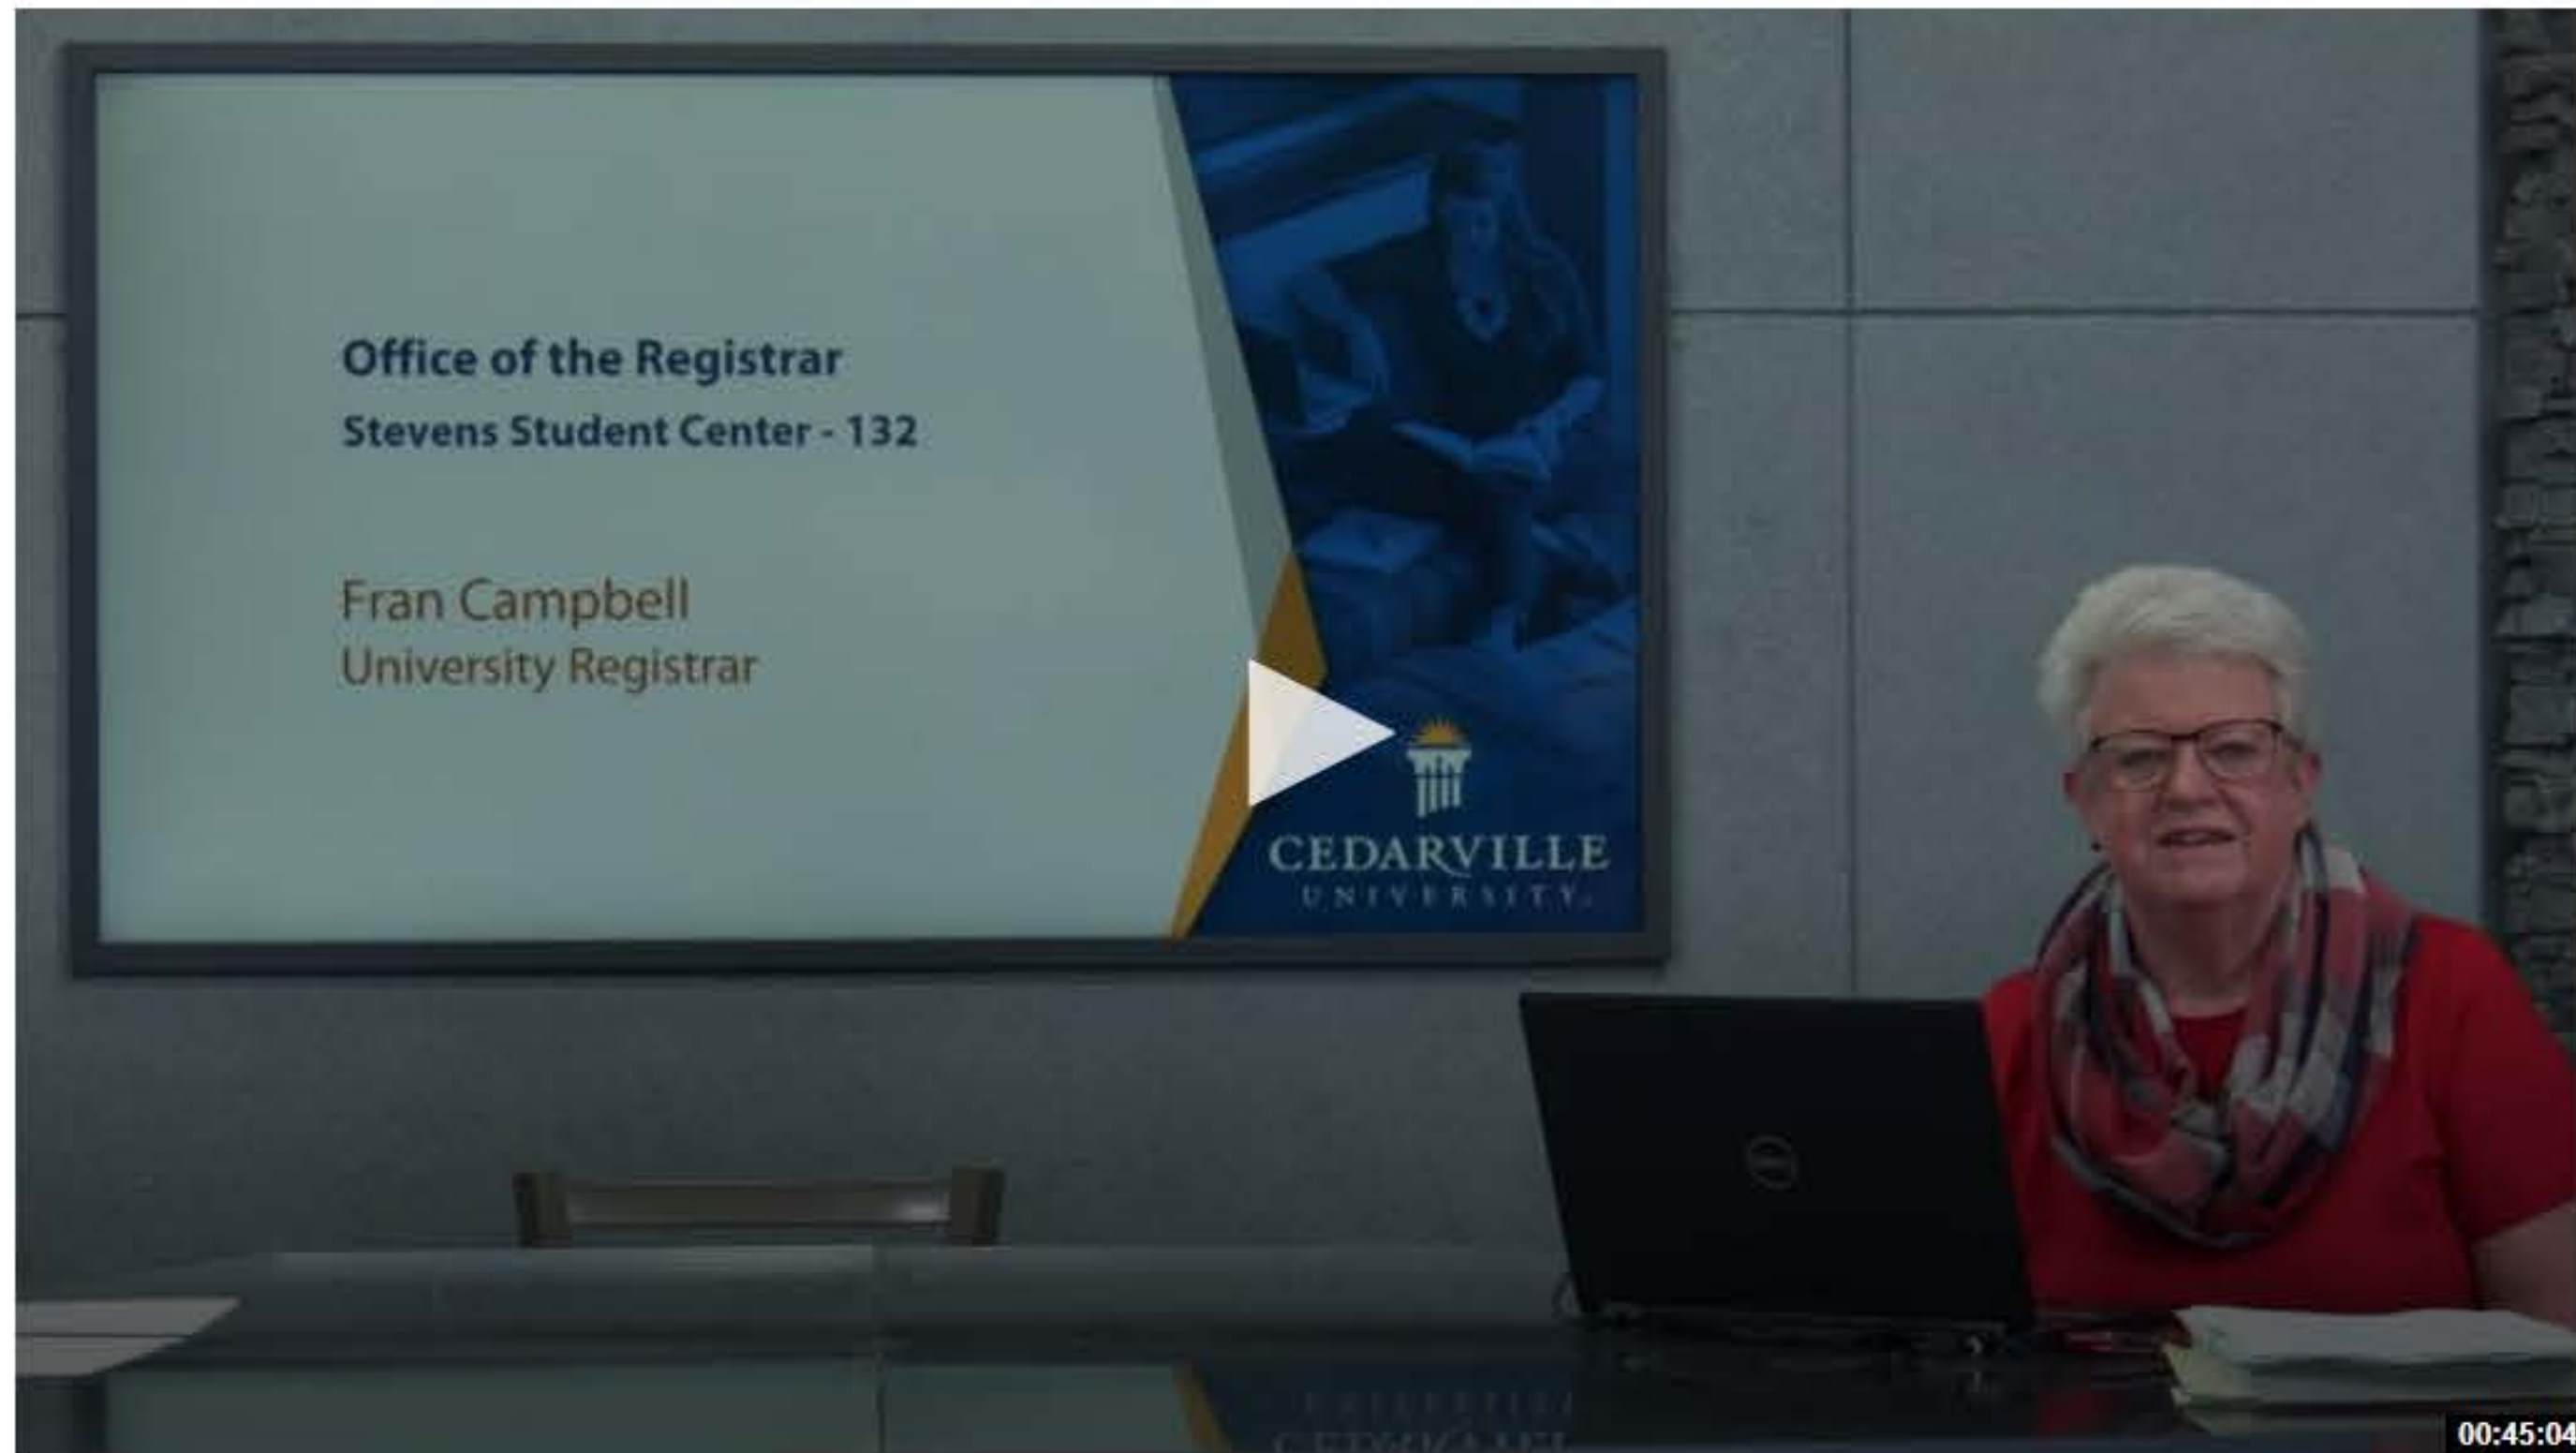 Office of the Registrar
Stevens Student Center - 132
Fran Campbell
University Registrar
CEDARVILLE
UNIVERSITY.
00:45:04